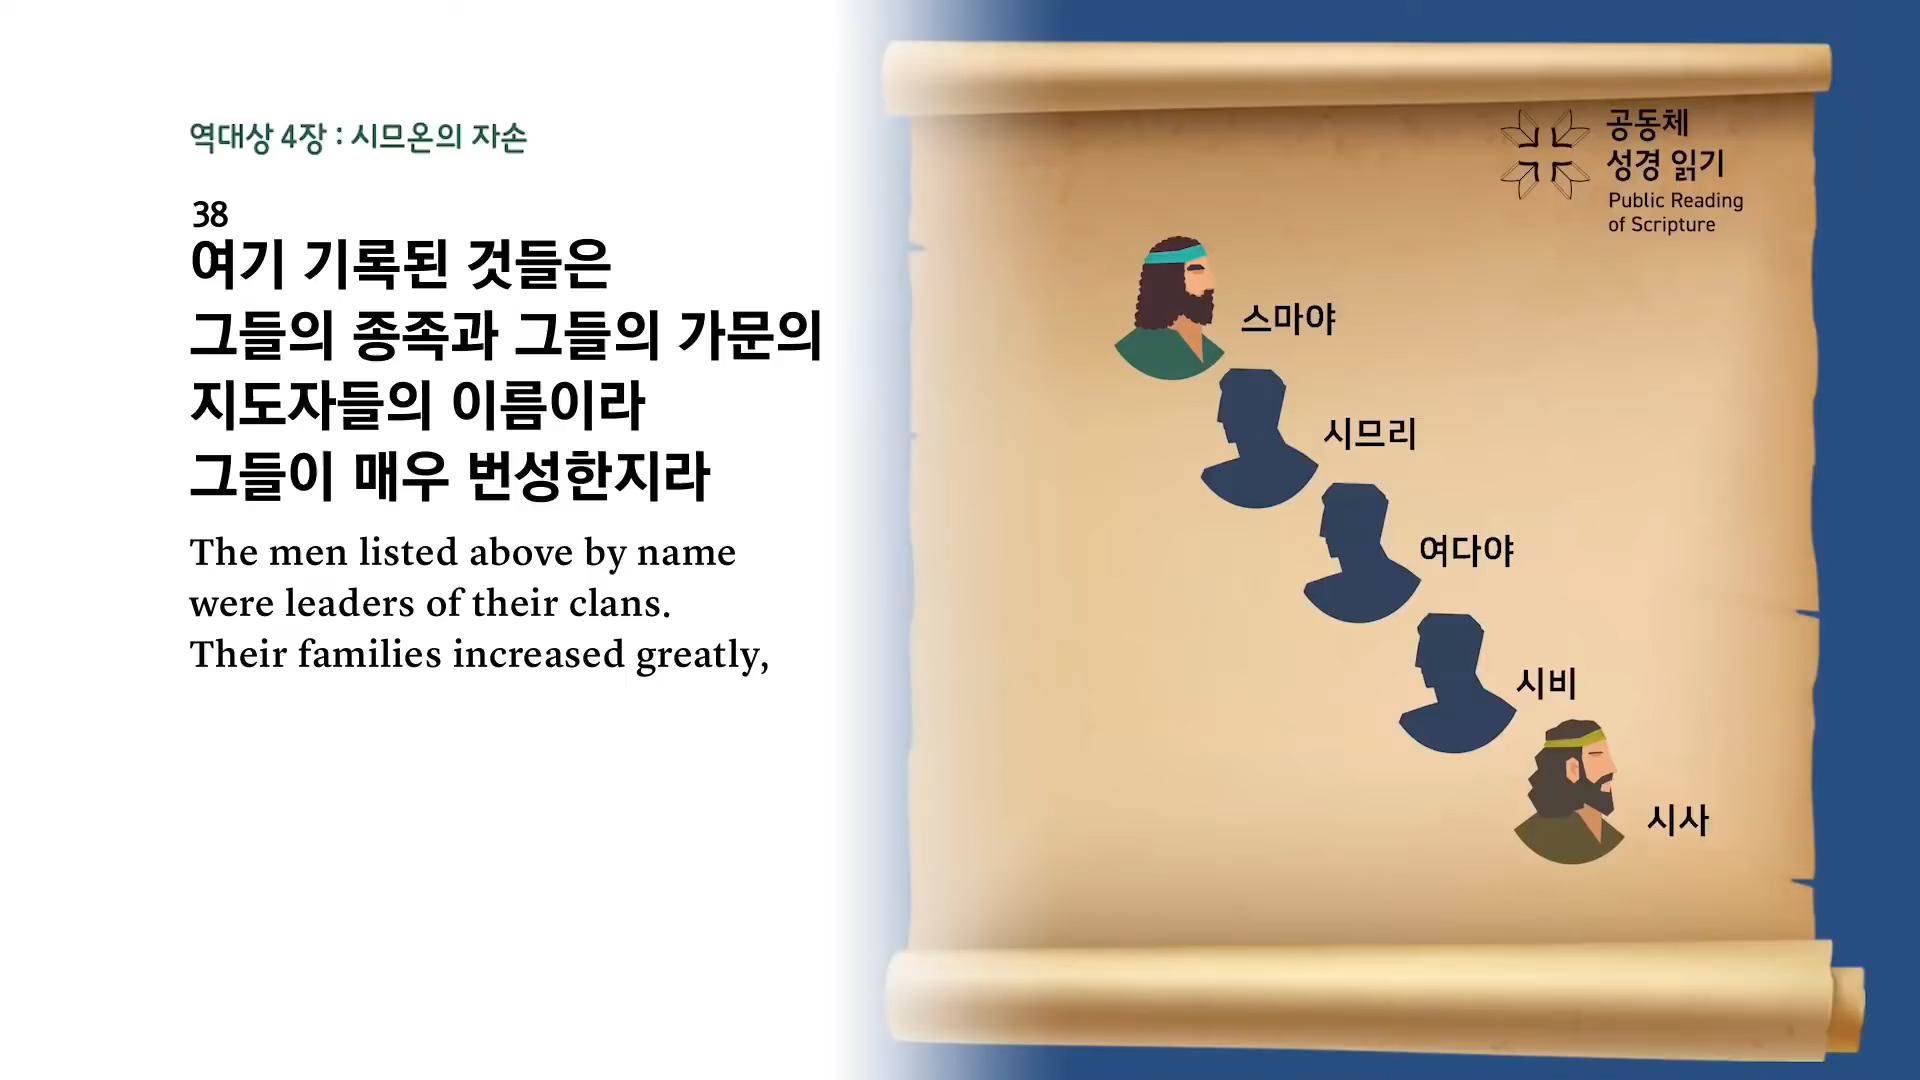 역대상 4장 : 시므온의 자손
38
여기 기록된 것들은
그들의 종족과 그들의 가문의
지도자들의 이름이라
그들이 매우 번성한지라
The men listed above by name
were leaders of their clans.
Their families increased greatly,
공동체
성경 읽기
Public Reading
of Scripture
스마야
시므리
여다야
시비
시사